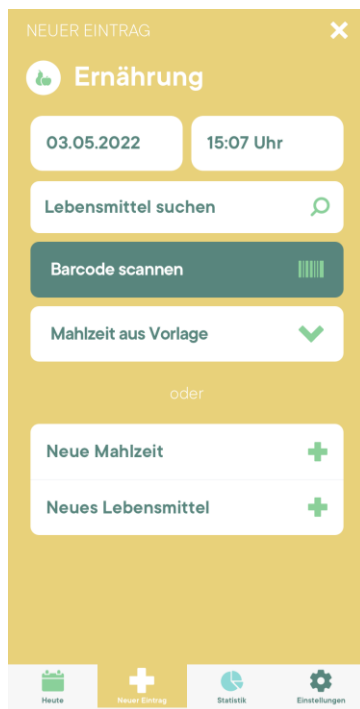 NEUER EINTRAG
Ernährung
03.05.2022 15:07 Uhr
Lebensmittel suchen
Barcode scannen
Mahlzeit aus Vorlage
oder
Neue Mahlzeit
Neues Lebensmittel
Heute Neuer Eintrag Statistik Einstellungen